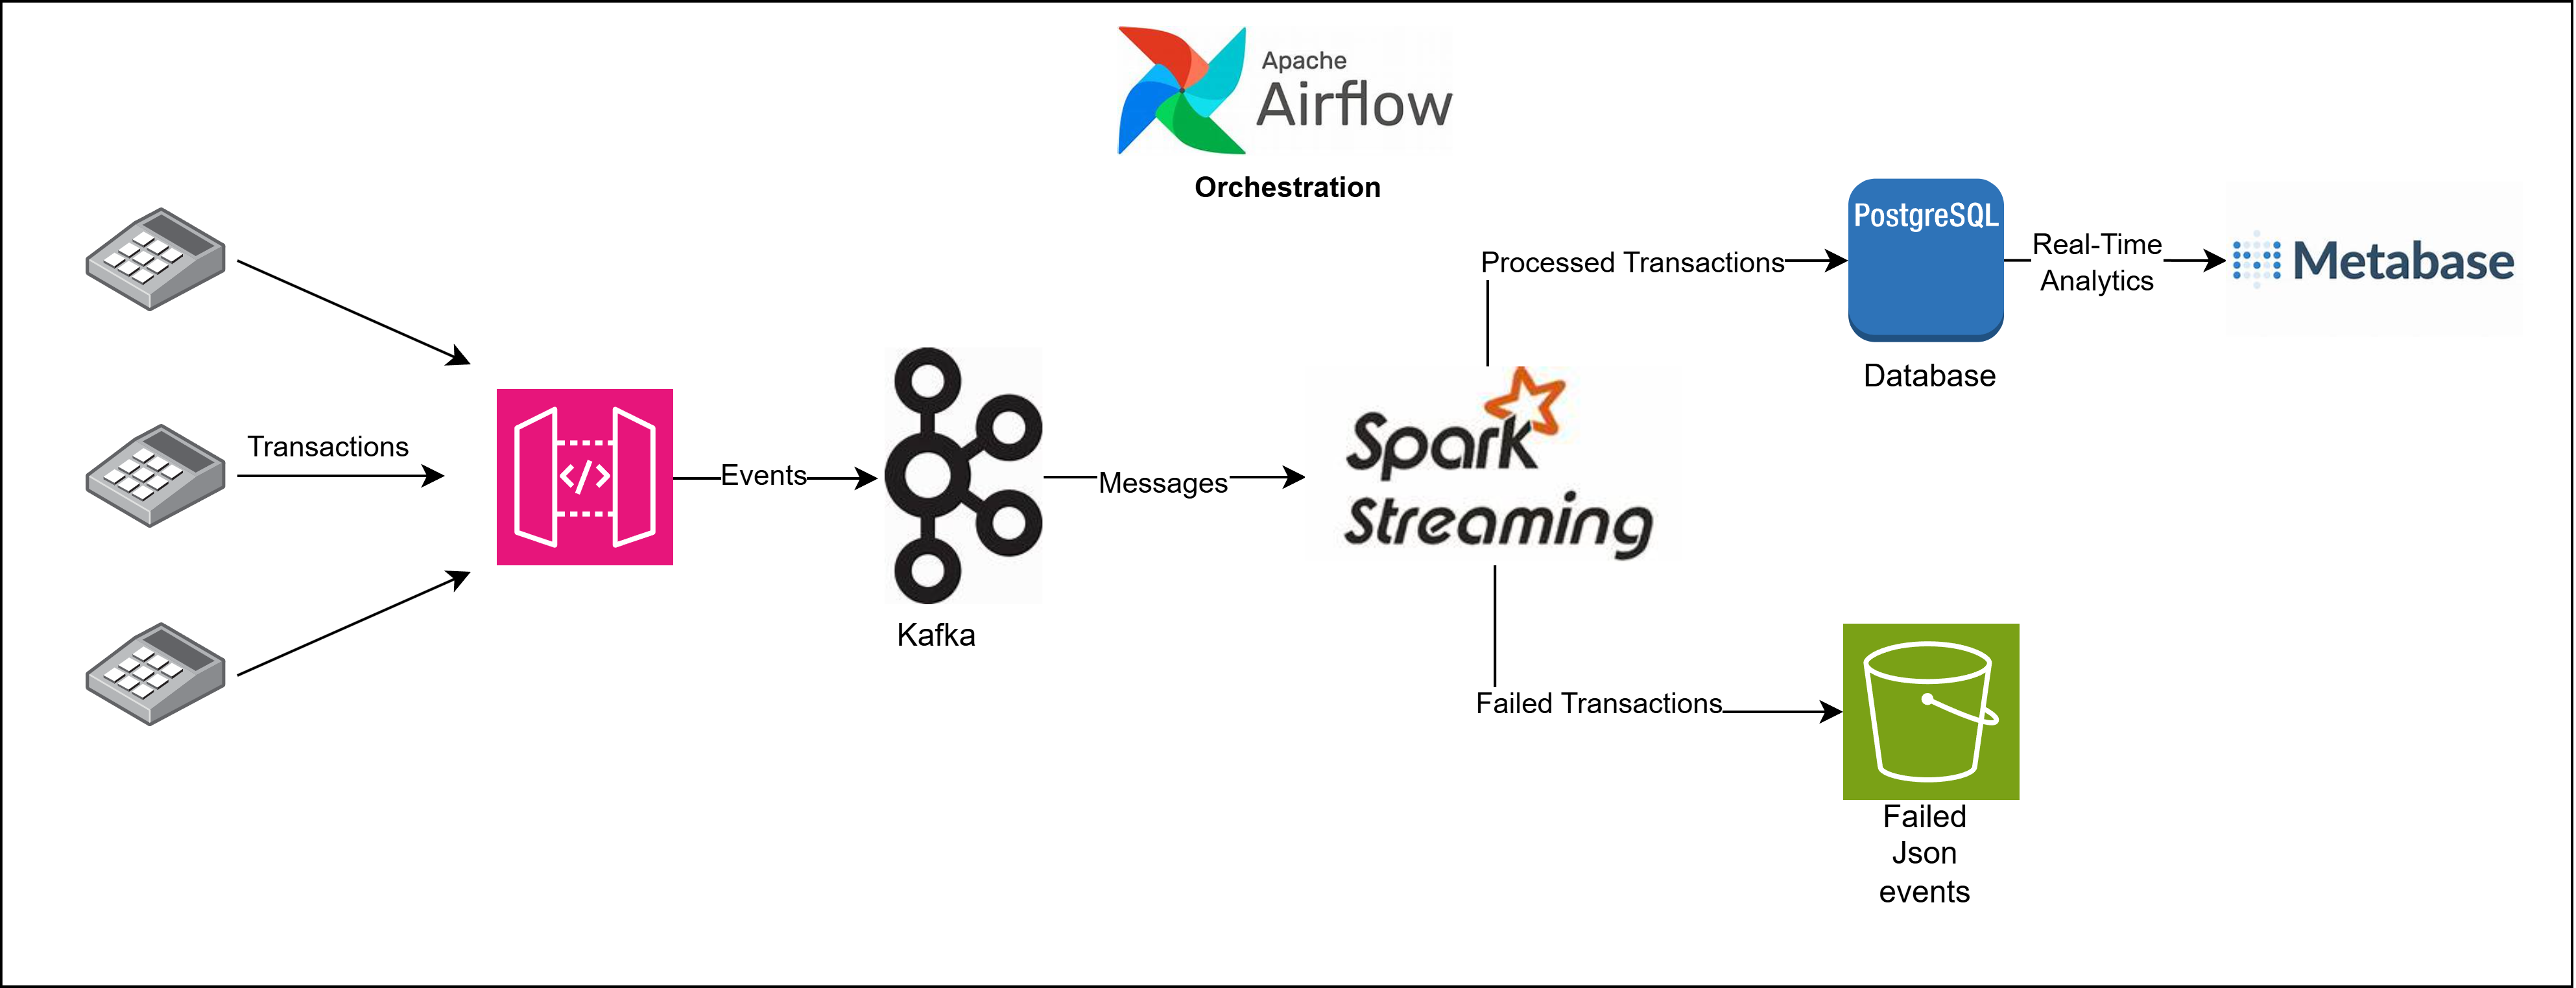 Apache
Airflow
Orchestration
Transactions
</>
Events
Kafka
Messages
Spark
Streaming
Processed Transactions
PostgreSQL
Database
Real-Time
Analytics
Metabase
Failed Transactions
Failed
Json
events